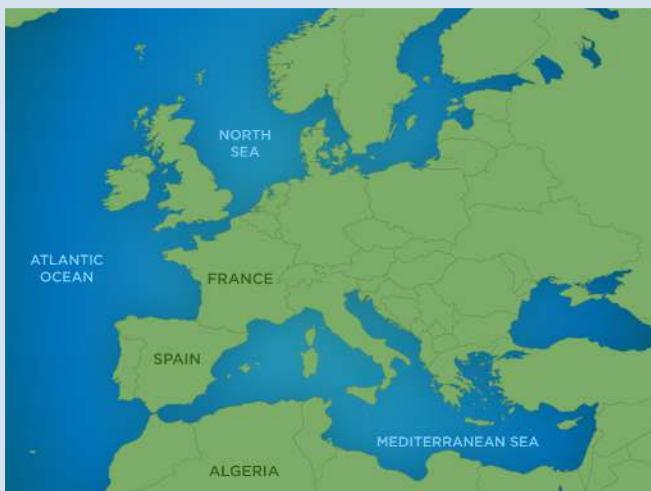 NORTH
SEA
ATLANTIC
OCEAN
FRANCE
SPAIN
MEDITERRANEAN SEA
ALGERIA